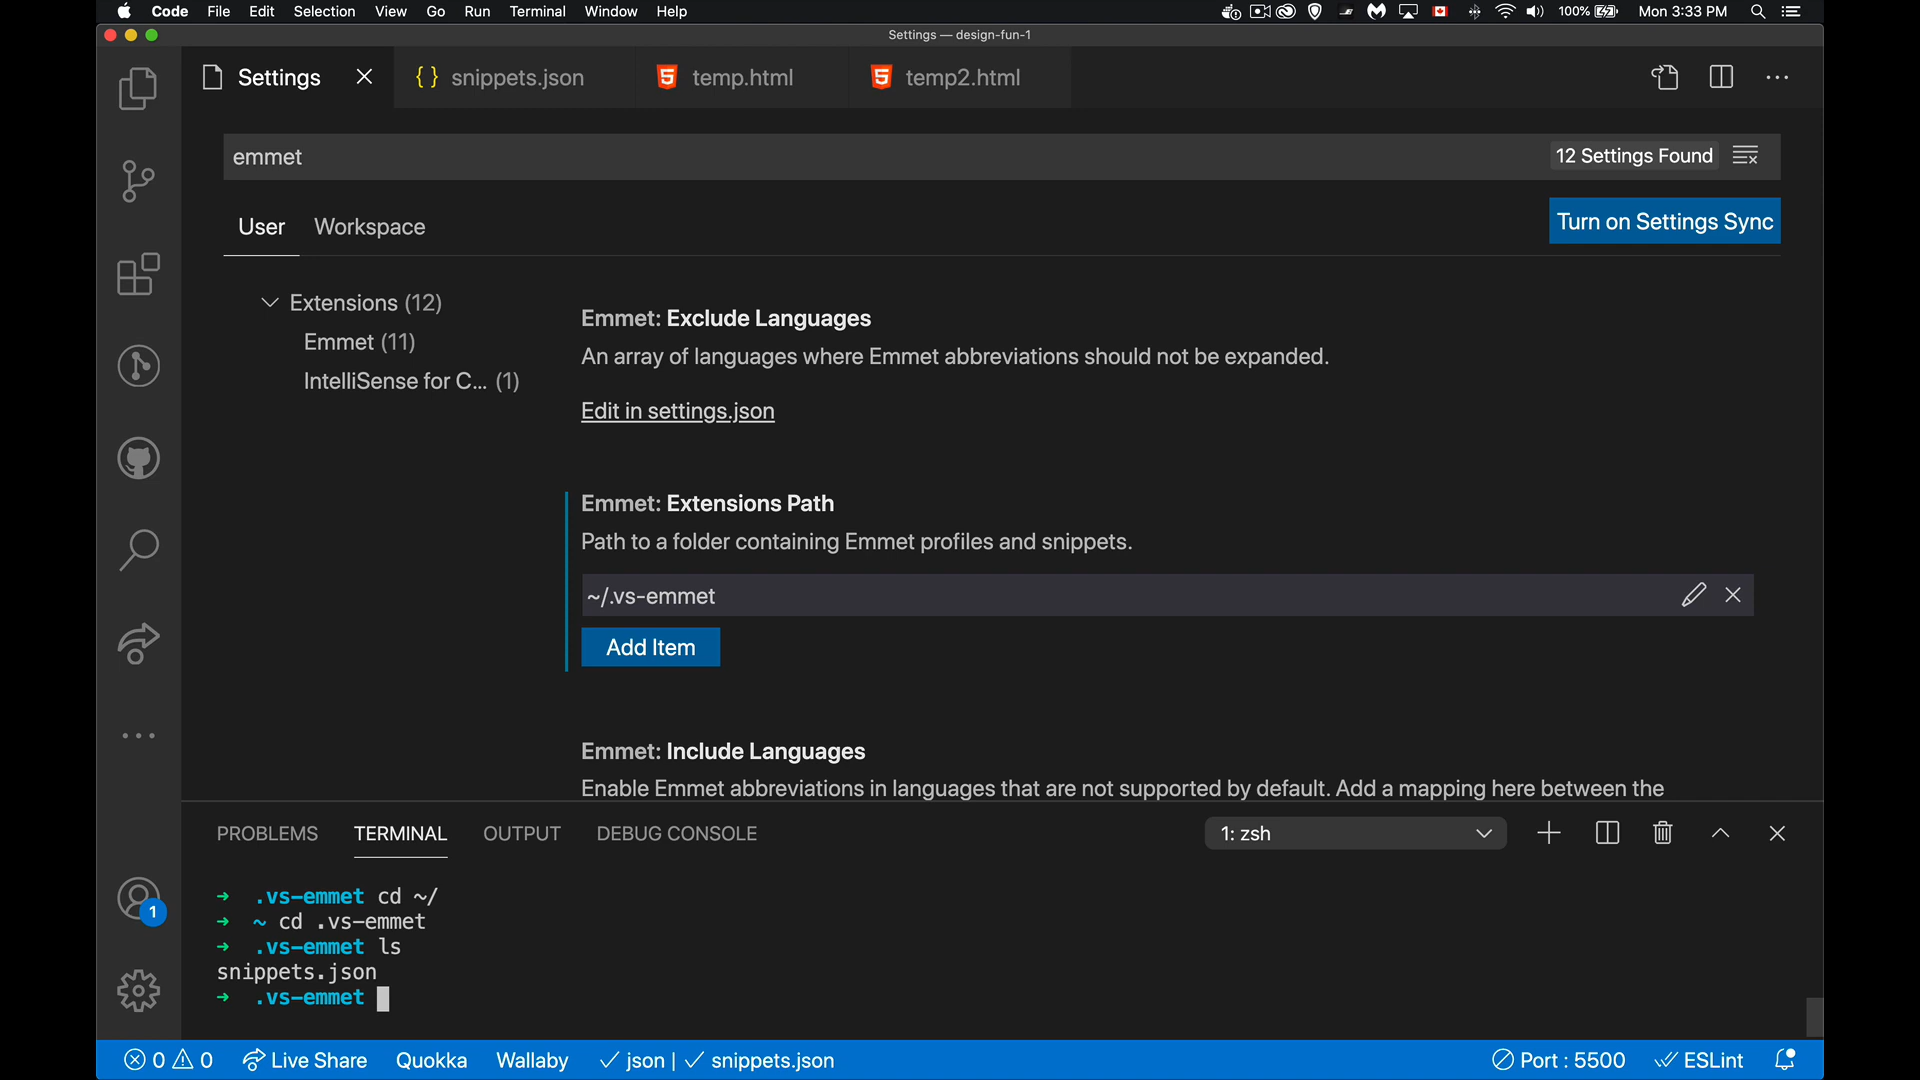 Code File Edit Selection View Go Run Terminal Window Help 100% Mon 3:33 PM
Settings — design-fun-1
Settings {} snippets.json 5 temp.html 5 temp2.html
emmet 12 Settings Found
User Workspace Turn on Settings Sync
Extensions (12)
Emmet (11)
IntelliSense for C... (1)
Emmet: Exclude Languages
An array of languages where Emmet abbreviations should not be expanded.
Edit in settings.json
Emmet: Extensions Path
Path to a folder containing Emmet profiles and snippets.
~/.vs-emmet
Add Item
Emmet: Include Languages
Enable Emmet abbreviations in languages that are not supported by default. Add a mapping here between the
PROBLEMS TERMINAL OUTPUT DEBUG CONSOLE 1: zsh
➜ .vs-emmet cd ~/
➜ ~ cd .vs-emmet
➜ .vs-emmet ls
snippets.json
➜ .vs-emmet
1
0 0 Live Share Quokka Wallaby ✓ json | ✓ snippets.json Port : 5500 ESLint